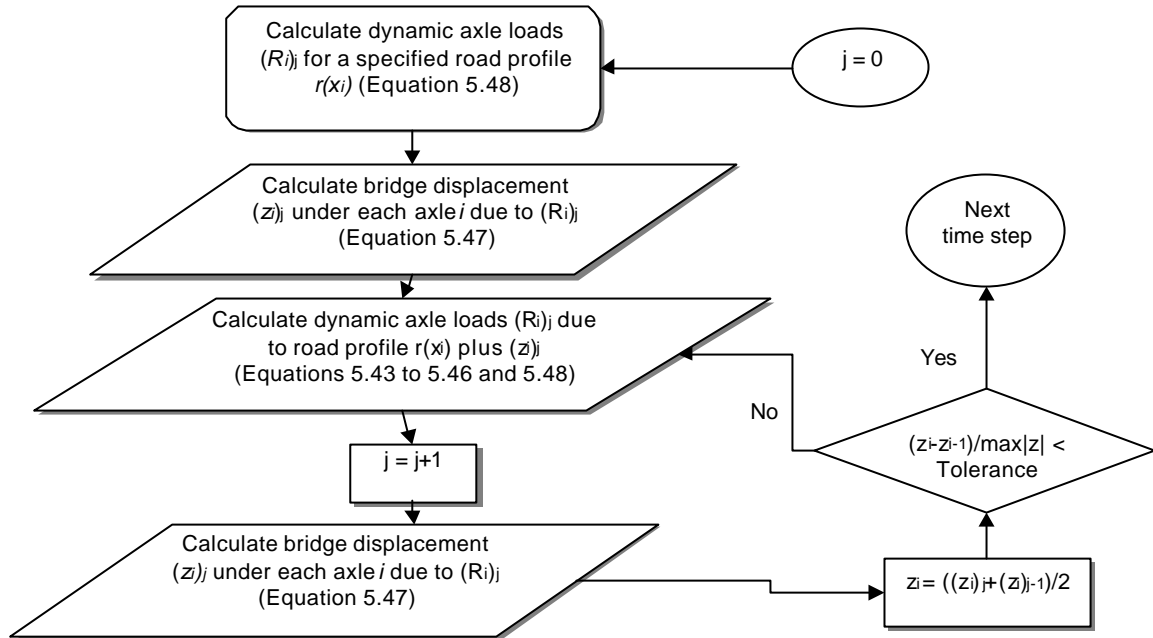 Calculate dynamic axle loads
(Ri)j for a specified road profile
r(xi) (Equation 5.48)
j = 0
Calculate bridge displacement
(zi)j under each axle i due to (Ri)j
(Equation 5.47)
Next
time step
Calculate dynamic axle loads (Ri)j due
to road profile r(xi) plus (zi)j
(Equations 5.43 to 5.46 and 5.48)
Yes
No
(zi-zi-1)/max|z| <
Tolerance
j = j+1
Calculate bridge displacement
(zi)j under each axle i due to (Ri)j
(Equation 5.47)
zi = ((zi)j+(zi)j-1)/2